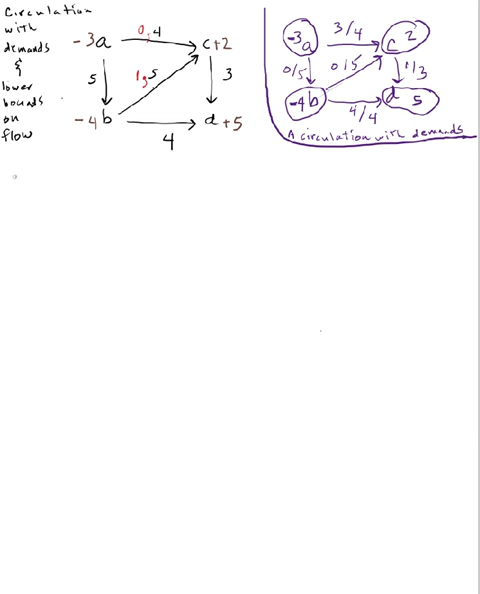 Circulation
with
demands
&
lower
bounds
on
flow
-3a 0,4 c+2
5 1,5 3
-4b 4 d+5
-3a 3/4 c 2
0/5 0/5 1/3
-4b 4/4 d 5
A circulation with demands